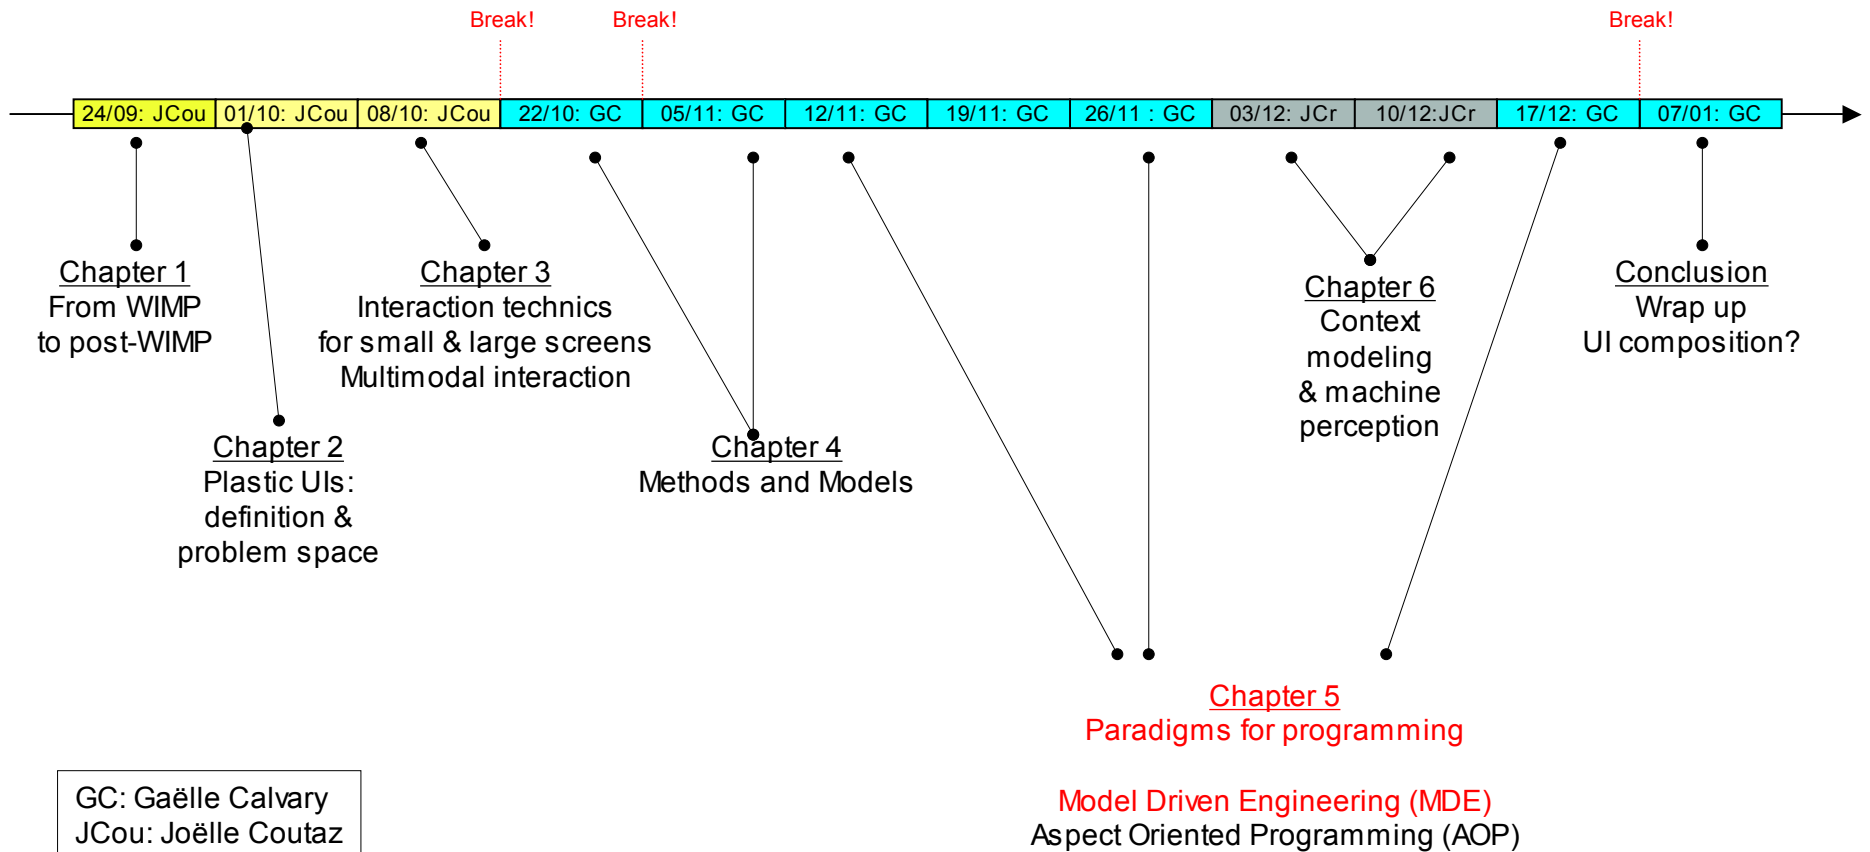 Break!
Break!
Break!
24/09: JCou
01/10: JCou
08/10: JCou
22/10: GC
05/11: GC
12/11: GC
19/11: GC
26/11 : GC
03/12: JCr
10/12:JCr
17/12: GC
07/01: GC
Chapter 1
From WIMP
to post-WIMP
Chapter 2
Plastic UIs:
definition &
problem space
Chapter 3
Interaction technics
for small & large screens
Multimodal interaction
Chapter 4
Methods and Models
Chapter 6
Context
modeling
& machine
perception
Conclusion
Wrap up
UI composition?
Chapter 5
Paradigms for programming
Model Driven Engineering (MDE)
Aspect Oriented Programming (AOP)
GC: Gaëlle Calvary
JCou: Joëlle Coutaz